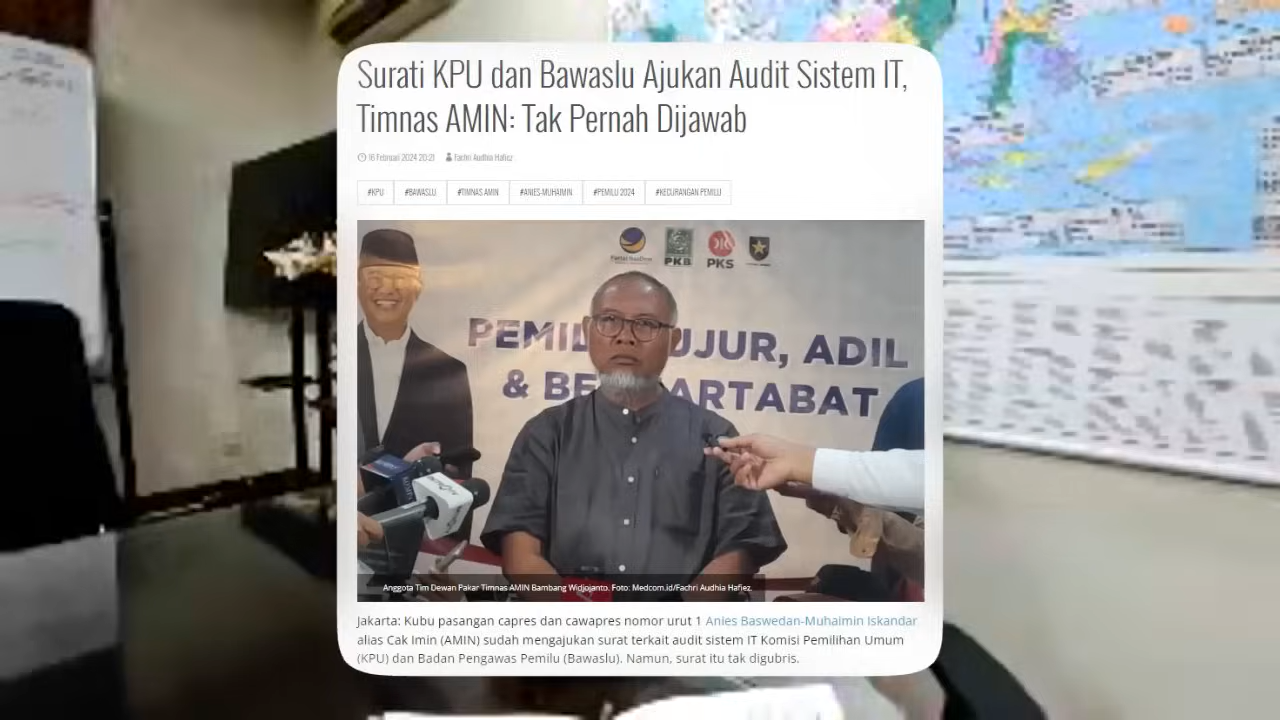 Surati KPU dan Bawaslu Ajukan Audit Sistem IT,
Timnas AMIN: Tak Pernah Dijawab
16 Februari 2024 20:21 Fachri Audhia Hafiez
#KPU #BAWASLU #TIMNAS AMIN #ANIES-MUHAIMIN #PEMILU 2024 #KECURANGAN PEMILU
PKB PKS
PEMIL UJUR, ADIL
& BE ARTABAT
Anggota Tim Dewan Pakar Timnas AMIN Bambang Widjojanto. Foto: Medcom.id/Fachri Audhia Hafiez.
Jakarta: Kubu pasangan capres dan cawapres nomor urut 1 Anies Baswedan-Muhaimin Iskandar
alias Cak Imin (AMIN) sudah mengajukan surat terkait audit sistem IT Komisi Pemilihan Umum
(KPU) dan Badan Pengawas Pemilu (Bawaslu). Namun, surat itu tak digubris.